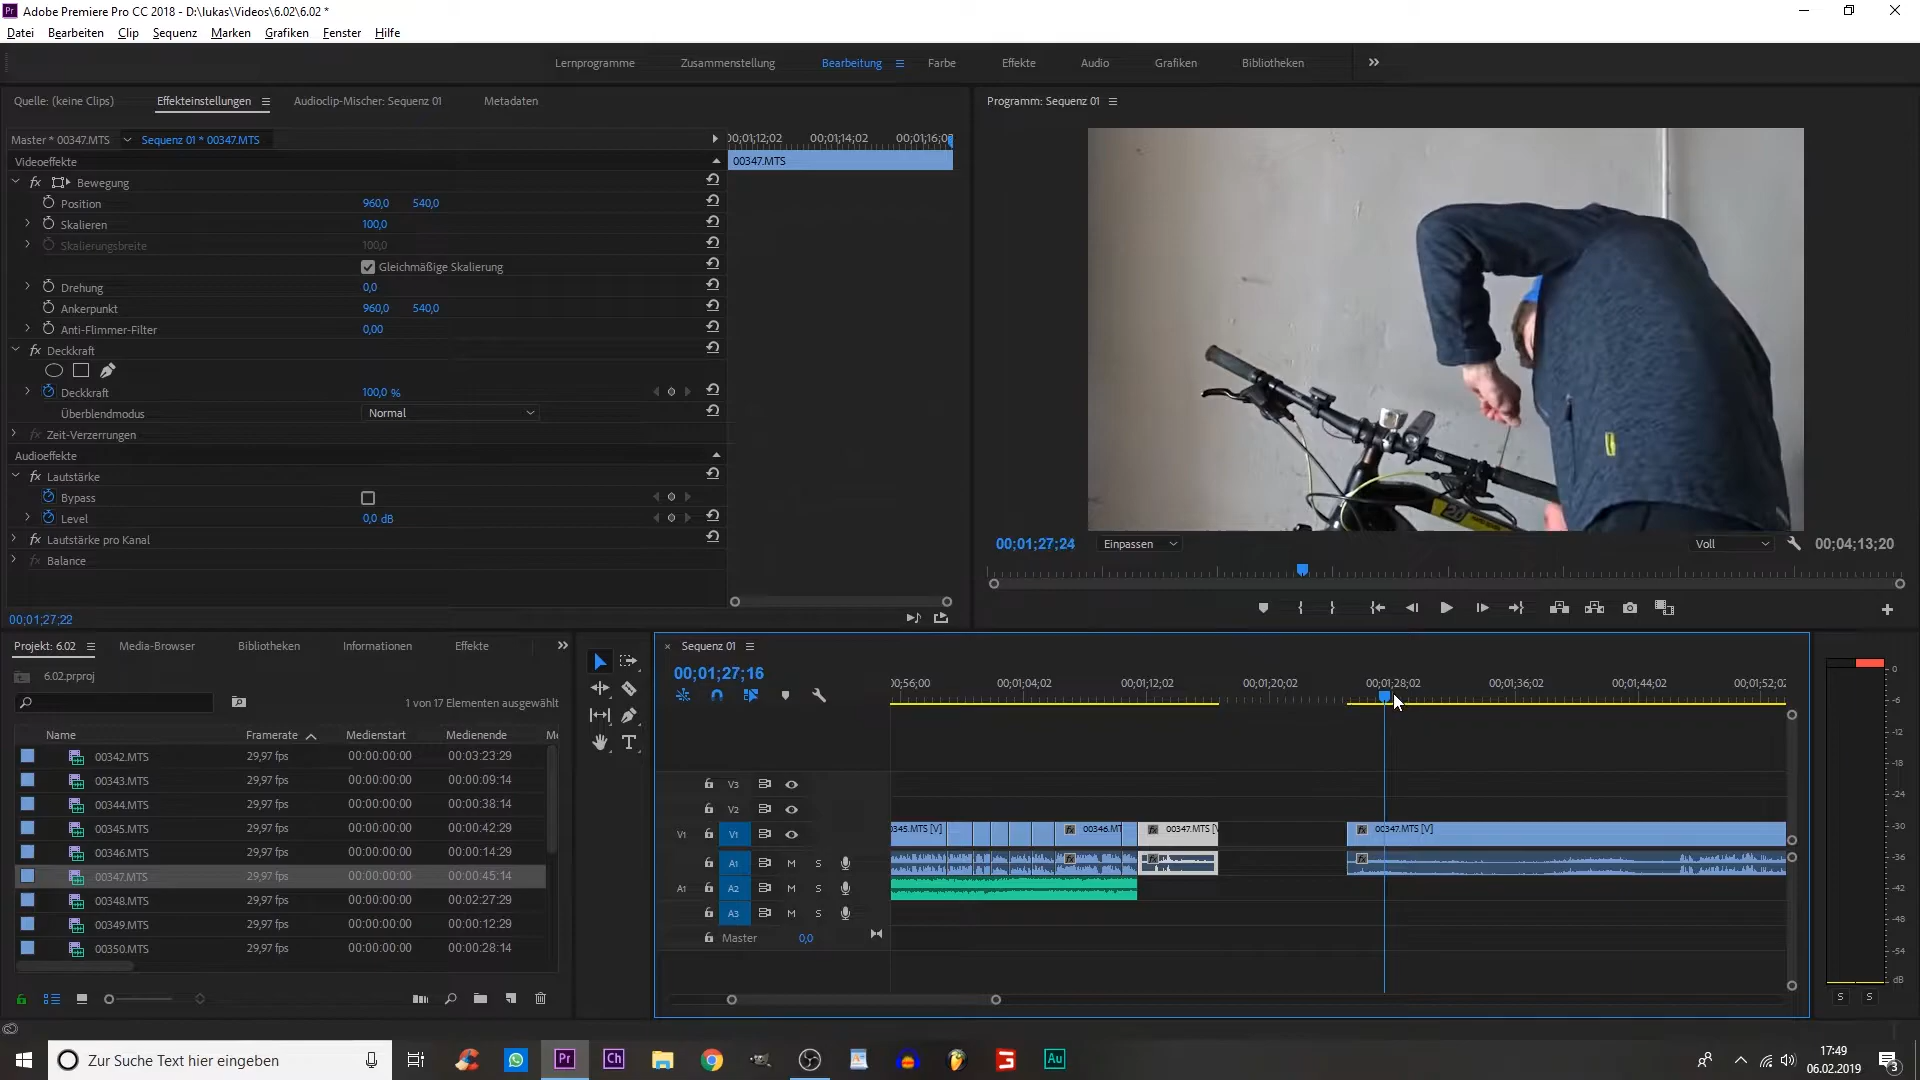 Adobe Premiere Pro CC 2018 - D:\lukas\Videos\6.02\6.02 *
Datei Bearbeiten Clip Sequenz Marken Grafiken Fenster Hilfe
Lernprogramme Zusammenstellung Bearbeitung Farbe Effekte Audio Grafiken Bibliotheken
Quelle: (keine Clips) Effekteinstellungen Audioclip-Mischer: Sequenz 01 Metadaten
Programm: Sequenz 01
Master * 00347.MTS Sequenz 01 * 00347.MTS
00;01;12;02 00;01;14;02 00;01;16;02
Videoeffekte
00347.MTS
fx Bewegung
Position 960,0 540,0
Skalieren 100,0
Skalierungsbreite 100,0
Gleichmäßige Skalierung
Drehung 0,0
Ankerpunkt 960,0 540,0
Anti-Flimmer-Filter 0,00
fx Deckkraft
Deckkraft 100,0 %
Überblendmodus Normal
fx Zeit-Verzerrungen
Audioeffekte
fx Lautstärke
Bypass
Level 0,0 dB
fx Lautstärke pro Kanal
fx Balance
00;01;27;22
00;01;27;24 Einpassen Voll 00;04;13;20
Projekt: 6.02 Media-Browser Bibliotheken Informationen Effekte
6.02.prproj
1 von 17 Elementen ausgewählt
Name Framerate Medienstart Medienende
00342.MTS 29,97 fps 00:00:00:00 00:03:23:29
00343.MTS 29,97 fps 00:00:00:00 00:00:09:14
00344.MTS 29,97 fps 00:00:00:00 00:00:38:14
00345.MTS 29,97 fps 00:00:00:00 00:00:42:29
00346.MTS 29,97 fps 00:00:00:00 00:00:14:29
00347.MTS 29,97 fps 00:00:00:00 00:00:45:14
00348.MTS 29,97 fps 00:00:00:00 00:02:27:29
00349.MTS 29,97 fps 00:00:00:00 00:00:12:29
00350.MTS 29,97 fps 00:00:00:00 00:00:28:14
Sequenz 01
00;01;27;16
;00;56;00 00;01;04;02 00;01;12;02 00;01;20;02 00;01;28;02 00;01;36;02 00;01;44;02 00;01;52;02
V3
V2
V1 V1 345.MTS [V] fx 00346.MT fx 00347.MTS [V fx 00347.MTS [V]
A1 M S
A1 A2 M S
A3 M S
Master 0,0
0
-6
-12
-18
-24
-30
-36
-42
-48
-54
dB
S S
Zur Suche Text hier eingeben
Pr Ch Au
17:49
06.02.2019
3